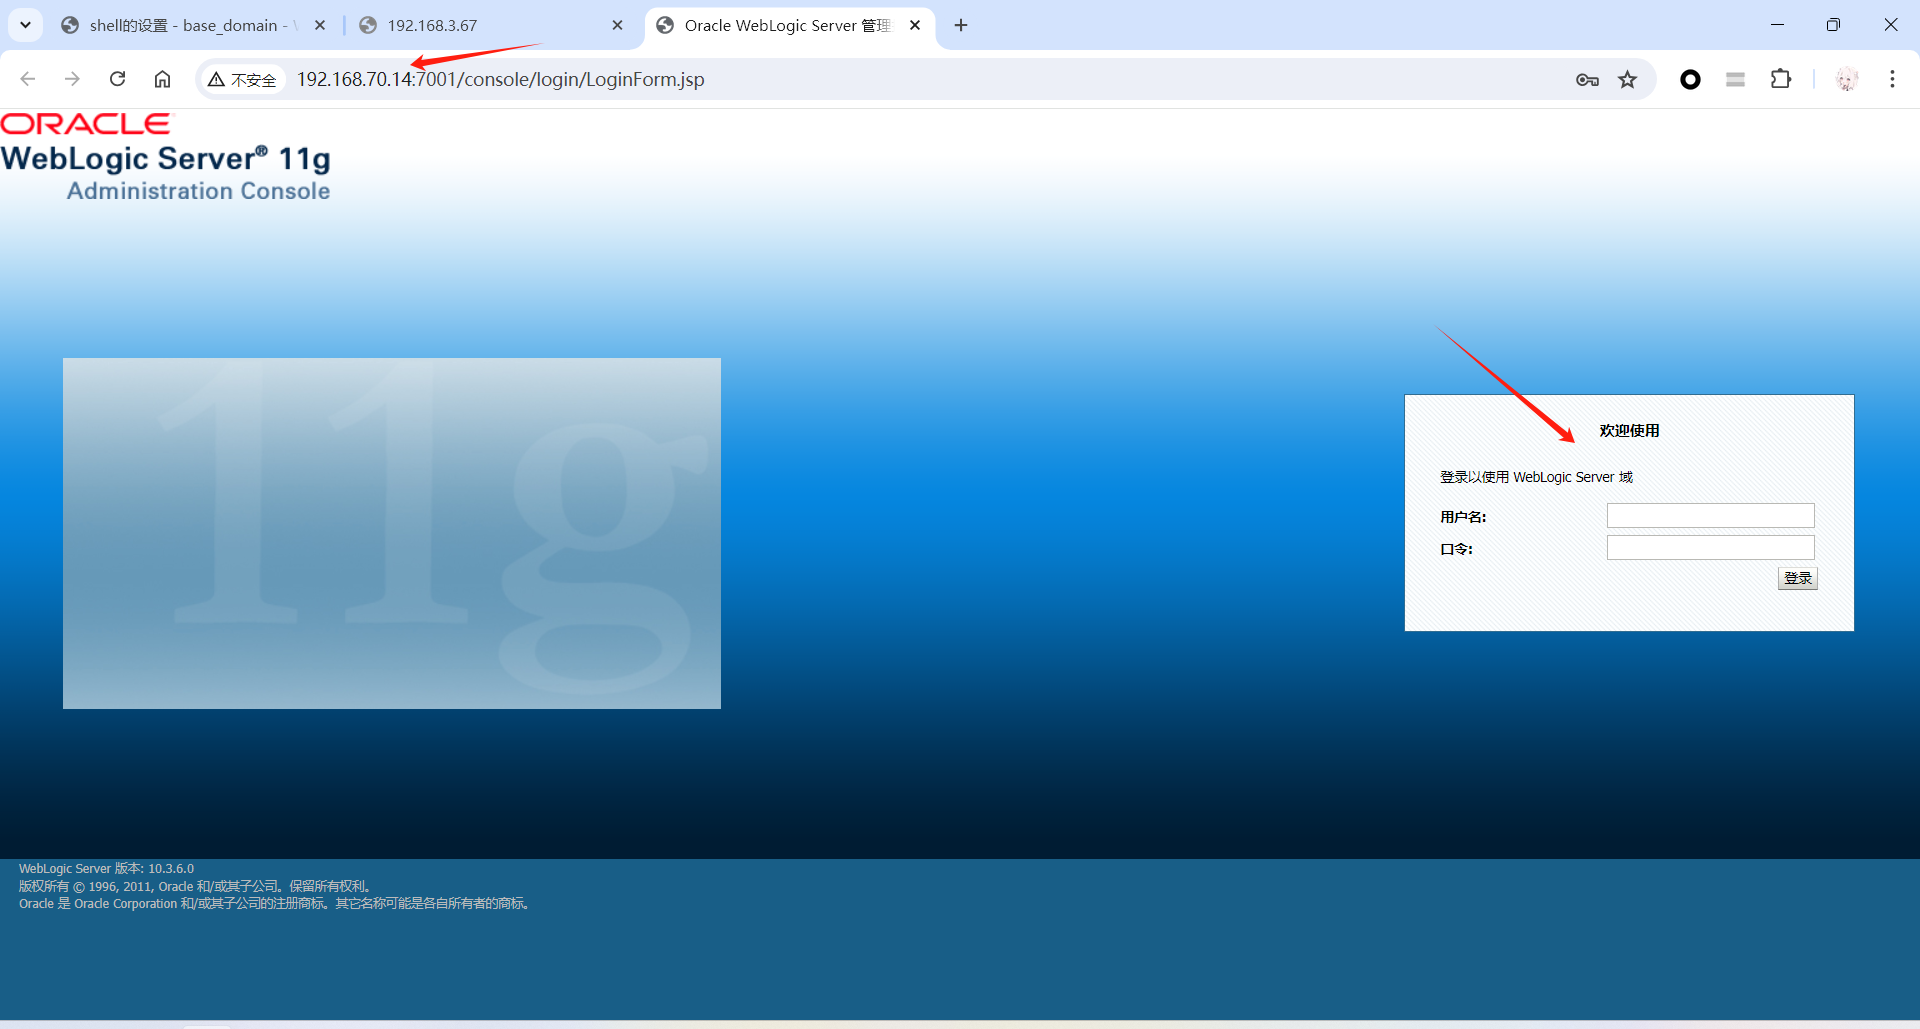 shell的设置 - base_domain -
192.168.3.67
Oracle WebLogic Server 管理
不安全
192.168.70.14:7001/console/login/LoginForm.jsp
ORACLE
WebLogic Server® 11g
Administration Console
11g
欢迎使用
登录以使用 WebLogic Server 域
用户名:
口令:
登录
WebLogic Server 版本: 10.3.6.0
版权所有 © 1996, 2011, Oracle 和/或其子公司。保留所有权利。
Oracle 是 Oracle Corporation 和/或其子公司的注册商标。其它名称可能是各自所有者的商标。